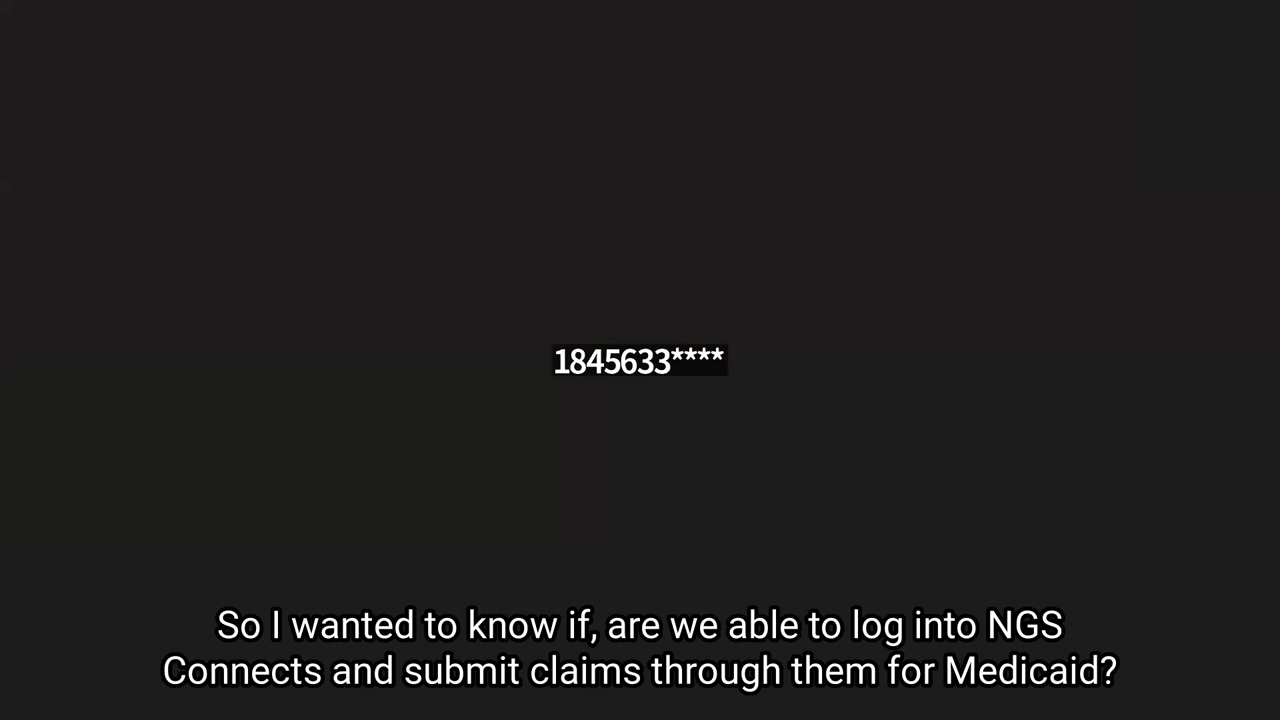 1845633****
So I wanted to know if, are we able to log into NGS
Connects and submit claims through them for Medicaid?